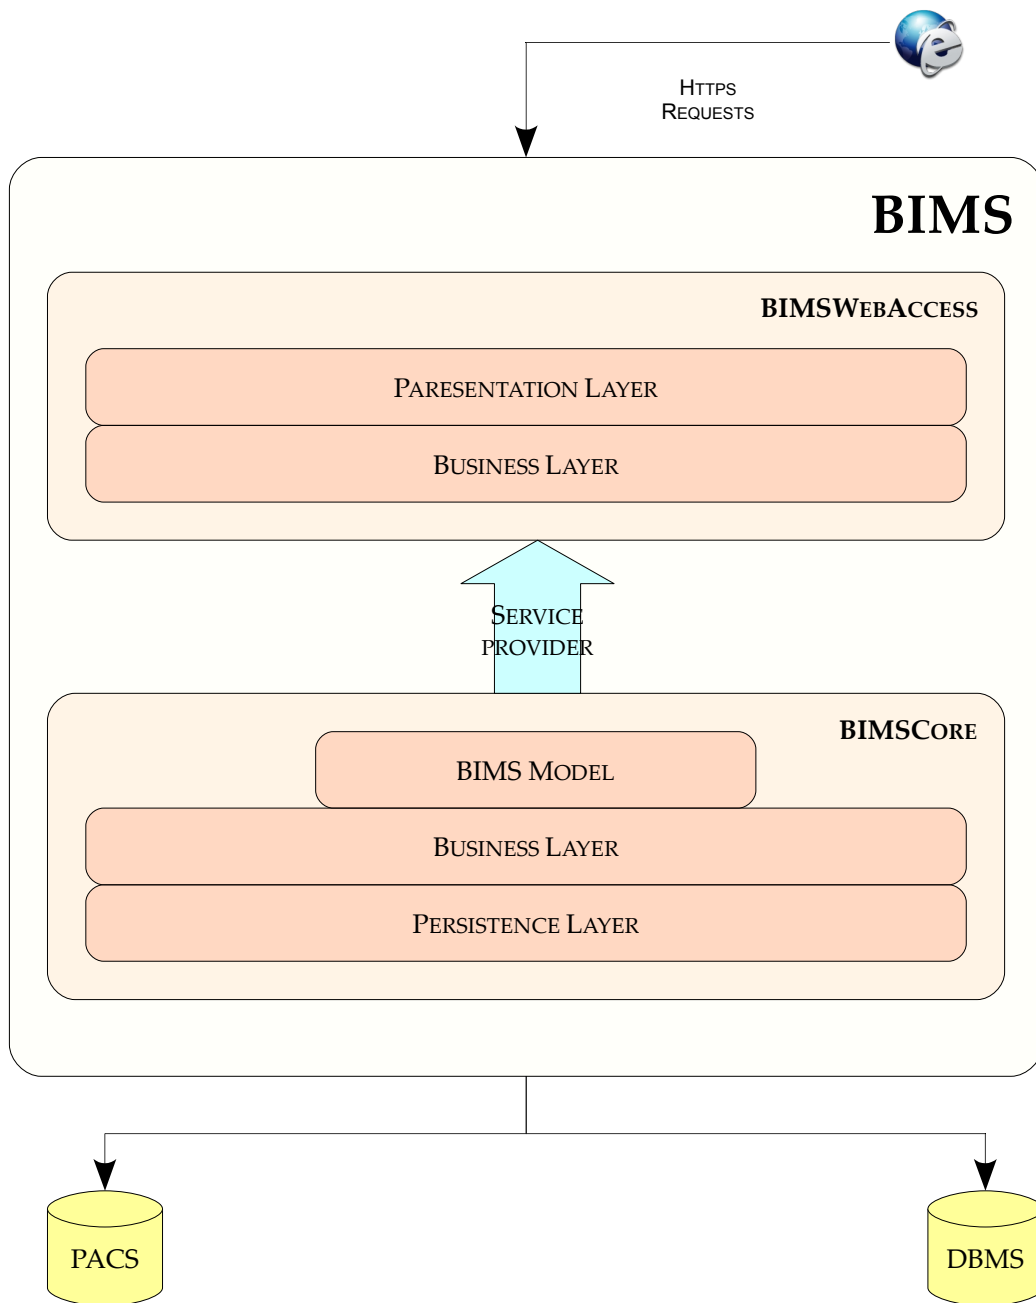 HTTPS
REQUESTS
BIMS
BIMSWEBACCESS
PARESENTATION LAYER
BUSINESS LAYER
SERVICE
PROVIDER
BIMSCORE
BIMS MODEL
BUSINESS LAYER
PERSISTENCE LAYER
PACS
DBMS